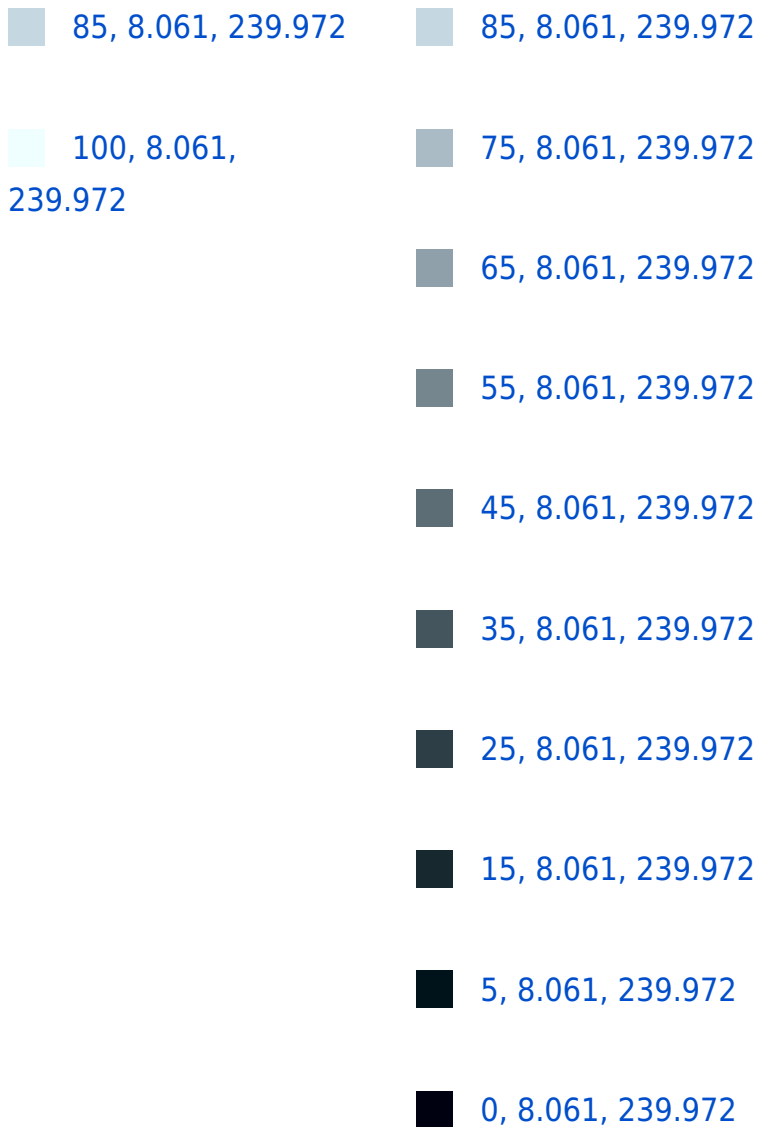 85, 8.061, 239.972
100, 8.061,
239.972
85, 8.061, 239.972
75, 8.061, 239.972
65, 8.061, 239.972
55, 8.061, 239.972
45, 8.061, 239.972
35, 8.061, 239.972
25, 8.061, 239.972
15, 8.061, 239.972
5, 8.061, 239.972
0, 8.061, 239.972